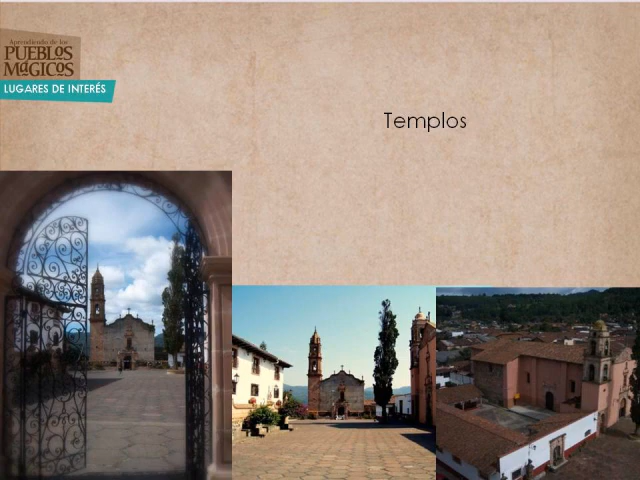 Aprendiendo de los
PUEBLOS
MáGICOS
LUGARES DE INTERÉS
Templos